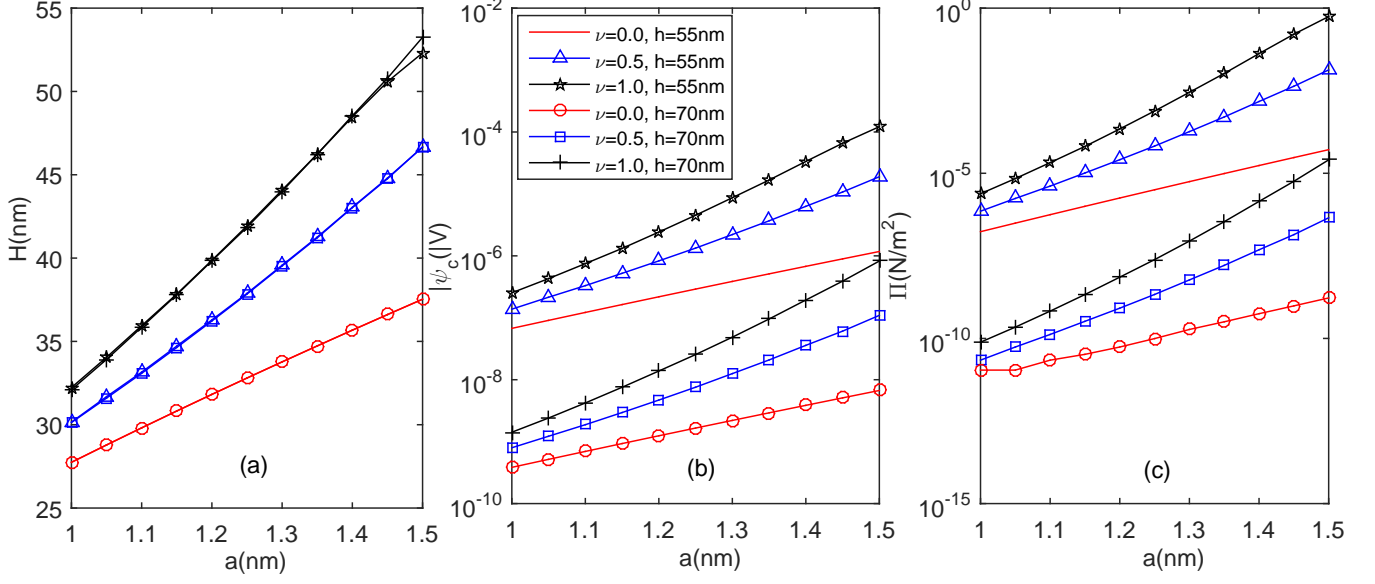 55
50
45
40
35
30
25
H(nm)
1
1.1
1.2
1.3
1.4
1.5
a(nm)
(a)
10^-2
10^-4
10^-6
10^-8
10^-10
|ψ_c(|V)
ν=0.0, h=55nm
ν=0.5, h=55nm
ν=1.0, h=55nm
ν=0.0, h=70nm
ν=0.5, h=70nm
ν=1.0, h=70nm
1
1.1
1.2
1.3
1.4
1.5
a(nm)
(b)
10^0
10^-5
10^-10
10^-15
Π(N/m^2)
1
1.1
1.2
1.3
1.4
1.5
a(nm)
(c)